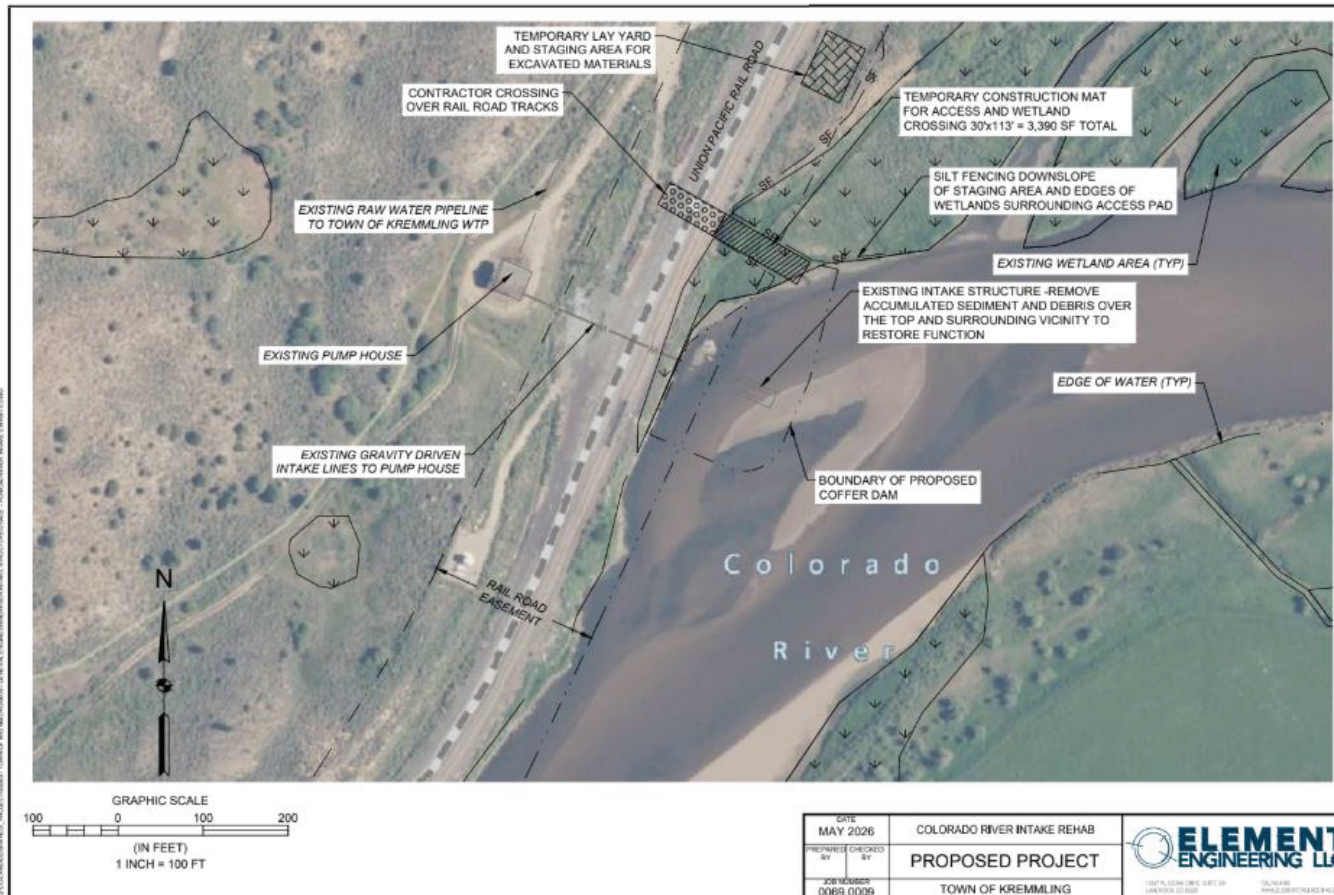 TEMPORARY LAY YARD
AND STAGING AREA FOR
EXCAVATED MATERIALS
CONTRACTOR CROSSING
OVER RAIL ROAD TRACKS
UNION PACIFIC RAIL ROAD
SF
SF
SF
TEMPORARY CONSTRUCTION MAT
FOR ACCESS AND WETLAND
CROSSING 30'x113' = 3,390 SF TOTAL
SILT FENCING DOWNSLOPE
OF STAGING AREA AND EDGES OF
WETLANDS SURROUNDING ACCESS PAD
EXISTING RAW WATER PIPELINE
TO TOWN OF KREMMLING WTP
SF
SF
SF
EXISTING WETLAND AREA (TYP)
EXISTING INTAKE STRUCTURE -REMOVE
ACCUMULATED SEDIMENT AND DEBRIS OVER
THE TOP AND SURROUNDING VICINITY TO
RESTORE FUNCTION
EXISTING PUMP HOUSE
EDGE OF WATER (TYP)
EXISTING GRAVITY DRIVEN
INTAKE LINES TO PUMP HOUSE
BOUNDARY OF PROPOSED
COFFER DAM
Colorado
River
RAIL ROAD
EASEMENT
N
GRAPHIC SCALE
100 0 100 200
(IN FEET)
1 INCH = 100 FT
DATE
MAY 2026
COLORADO RIVER INTAKE REHAB
PREPARED BY
CHECKED BY
PROPOSED PROJECT
JOB NUMBER
0069.0009
TOWN OF KREMMLING
ELEMENT
ENGINEERING